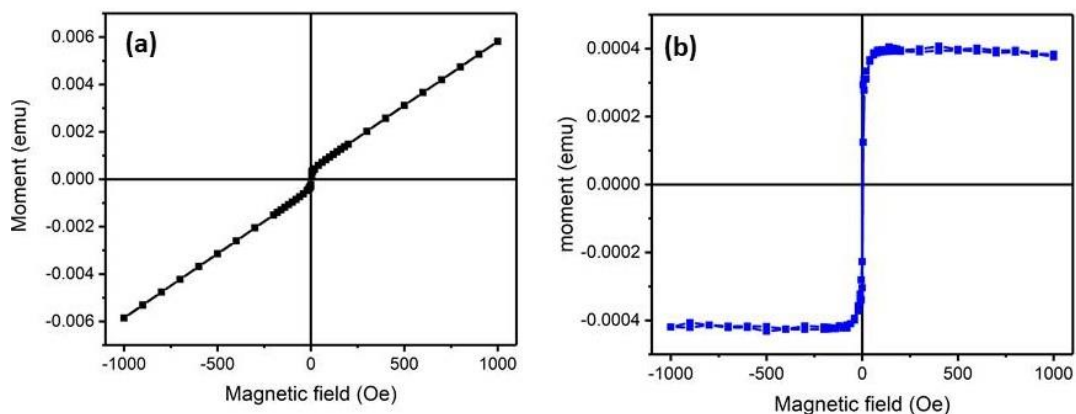 (a)
Moment (emu)
0.006
0.004
0.002
0.000
-0.002
-0.004
-0.006
-1000 -500 0 500 1000
Magnetic field (Oe)
(b)
moment (emu)
0.0004
0.0002
0.0000
-0.0002
-0.0004
-1000 -500 0 500 1000
Magnetic field (Oe)